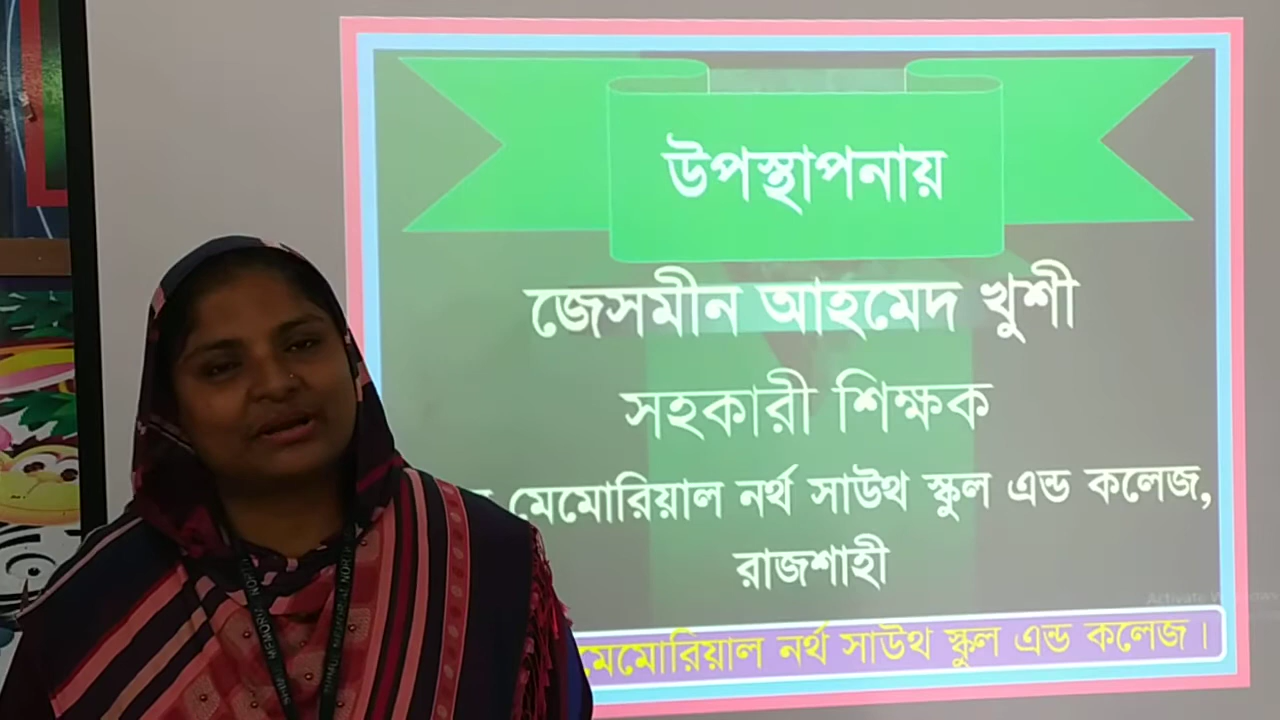 উপস্থাপনায়
জেসমীন আহমেদ খুশী
সহকারী শিক্ষক
মেমোরিয়াল নর্থ সাউথ স্কুল এন্ড কলেজ,
রাজশাহী
মেমোরিয়াল নর্থ সাউথ স্কুল এন্ড কলেজ।